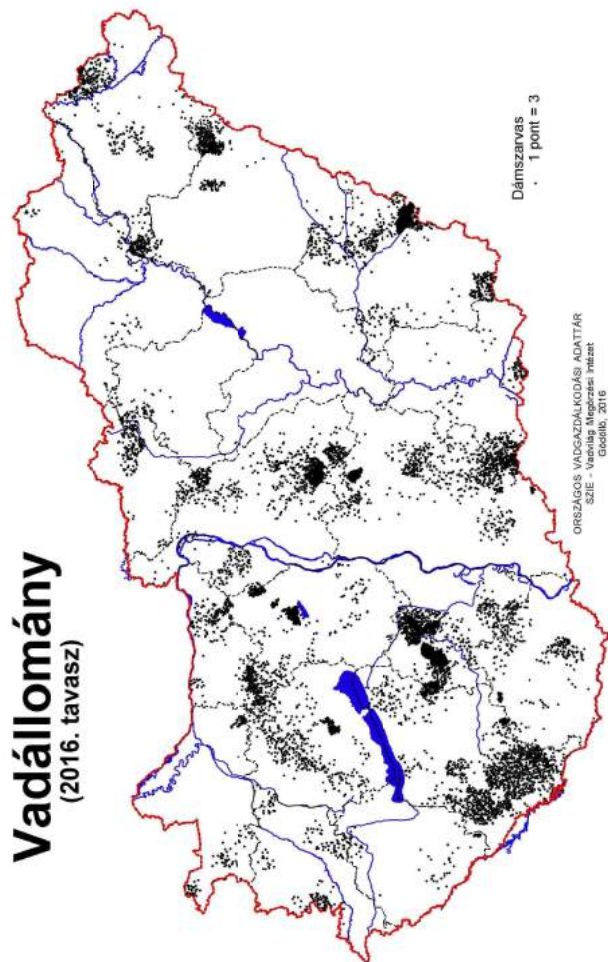 Vadállomány
(2016. tavasz)
Dámszarvas
. 1 pont = 3
ORSZÁGOS VADGAZDÁLKODÁSI ADATTÁR
SZIE - Vadvilág Megőrzési Intézet
Gödöllő, 2016